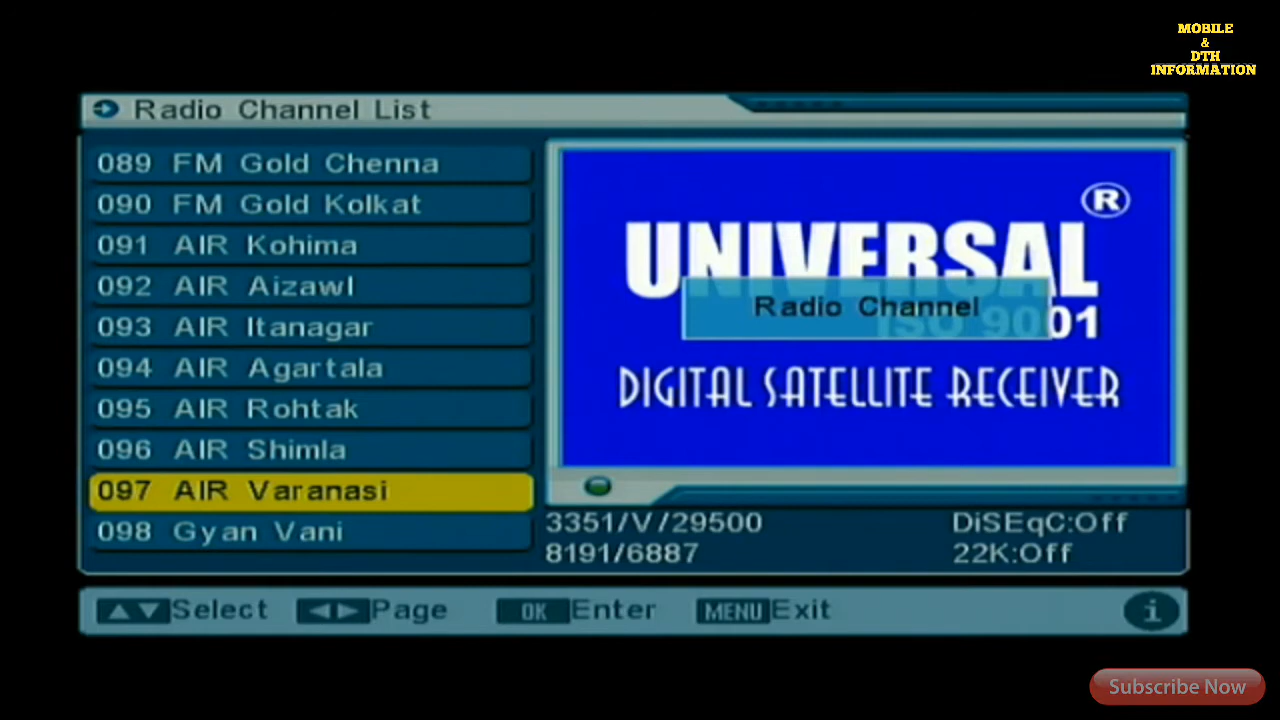 MOBILE
&
DTH
INFORMATION
Radio Channel List
089 FM Gold Chenna
090 FM Gold Kolkat
091 AIR Kohima
092 AIR Aizawl
093 AIR Itanagar
094 AIR Agartala
095 AIR Rohtak
096 AIR Shimla
097 AIR Varanasi
098 Gyan Vani
UNIVERSAL ®
Radio Channel
ISO 9001
DIGITAL SATELLITE RECEIVER
3351/V/29500 DiSEqC:Off
8191/6887 22K:Off
▲▼Select ◀▶Page OK Enter MENU Exit i
Subscribe Now